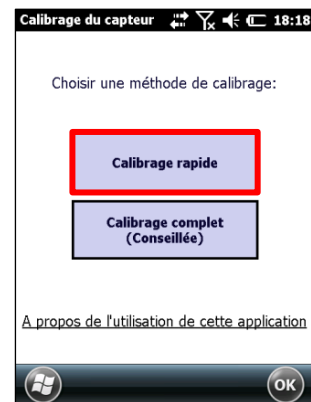 Calibrage du capteur 18:18
Choisir une méthode de calibrage:
Calibrage rapide
Calibrage complet
(Conseillée)
A propos de l'utilisation de cette application
OK